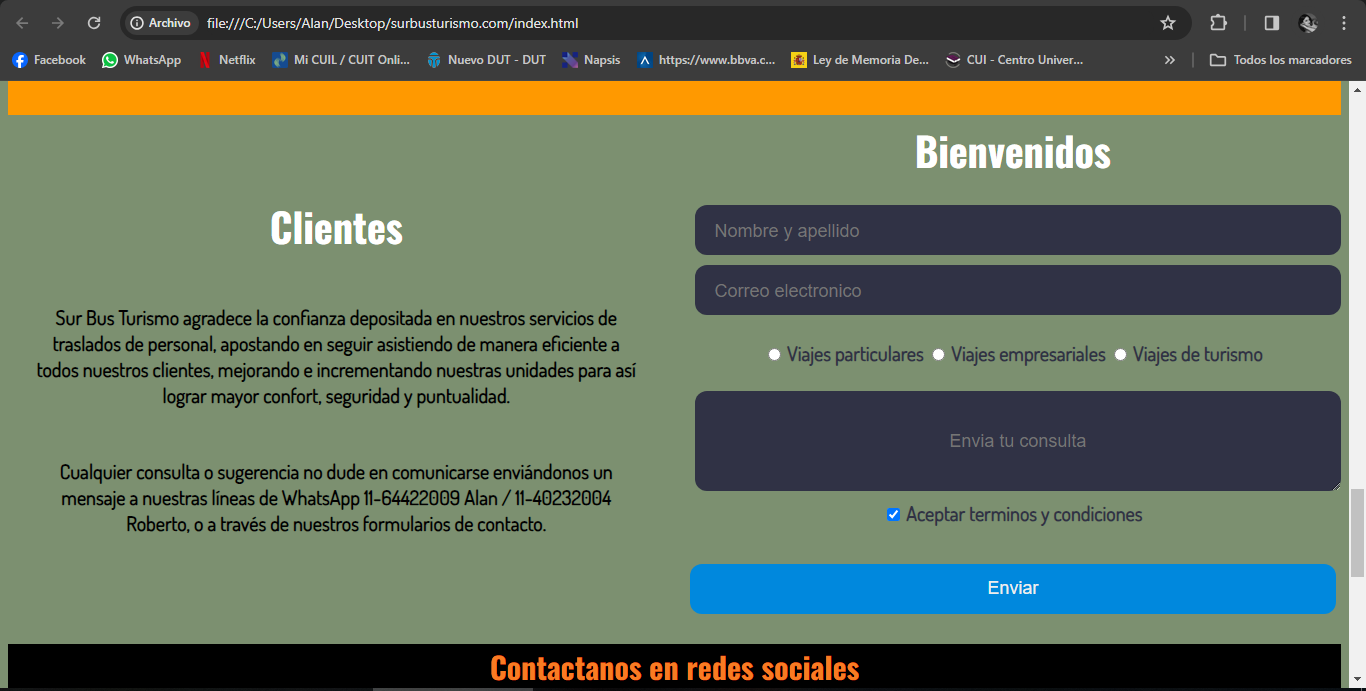 Archivo file:///C:/Users/Alan/Desktop/surbusturismo.com/index.html
Facebook WhatsApp Netflix Mi CUIL / CUIT Onli... Nuevo DUT - DUT Napsis https://www.bbva.c... Ley de Memoria De... CUI - Centro Univer... » Todos los marcadores
Clientes
Sur Bus Turismo agradece la confianza depositada en nuestros servicios de
traslados de personal, apostando en seguir asistiendo de manera eficiente a
todos nuestros clientes, mejorando e incrementando nuestras unidades para así
lograr mayor confort, seguridad y puntualidad.
Cualquier consulta o sugerencia no dude en comunicarse enviándonos un
mensaje a nuestras líneas de WhatsApp 11-64422009 Alan / 11-40232004
Roberto, o a través de nuestros formularios de contacto.
Bienvenidos
Nombre y apellido
Correo electronico
Viajes particulares Viajes empresariales Viajes de turismo
Envia tu consulta
Aceptar terminos y condiciones
Enviar
Contactanos en redes sociales